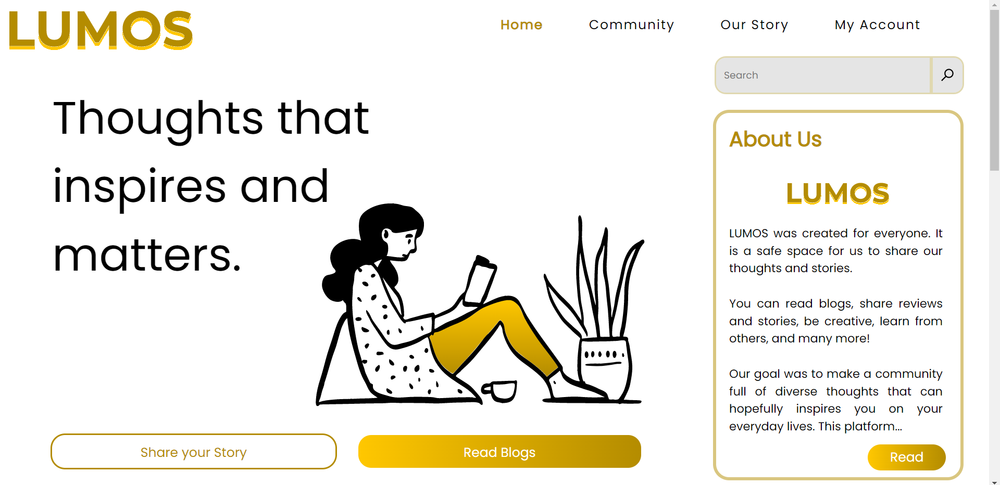 LUMOS
Home Community Our Story My Account
Search
Thoughts that
inspires and
matters.
Share your Story
Read Blogs
About Us
LUMOS
LUMOS was created for everyone. It
is a safe space for us to share our
thoughts and stories.
You can read blogs, share reviews
and stories, be creative, learn from
others, and many more!
Our goal was to make a community
full of diverse thoughts that can
hopefully inspires you on your
everyday lives. This platform...
Read